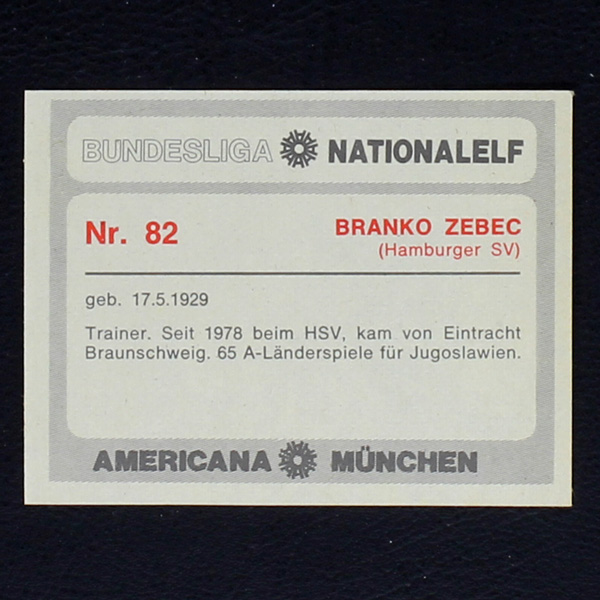 BUNDESLIGA NATIONALELF
Nr. 82
BRANKO ZEBEC
(Hamburger SV)
geb. 17.5.1929
Trainer. Seit 1978 beim HSV, kam von Eintracht
Braunschweig. 65 A-Länderspiele für Jugoslawien.
AMERICANA MÜNCHEN